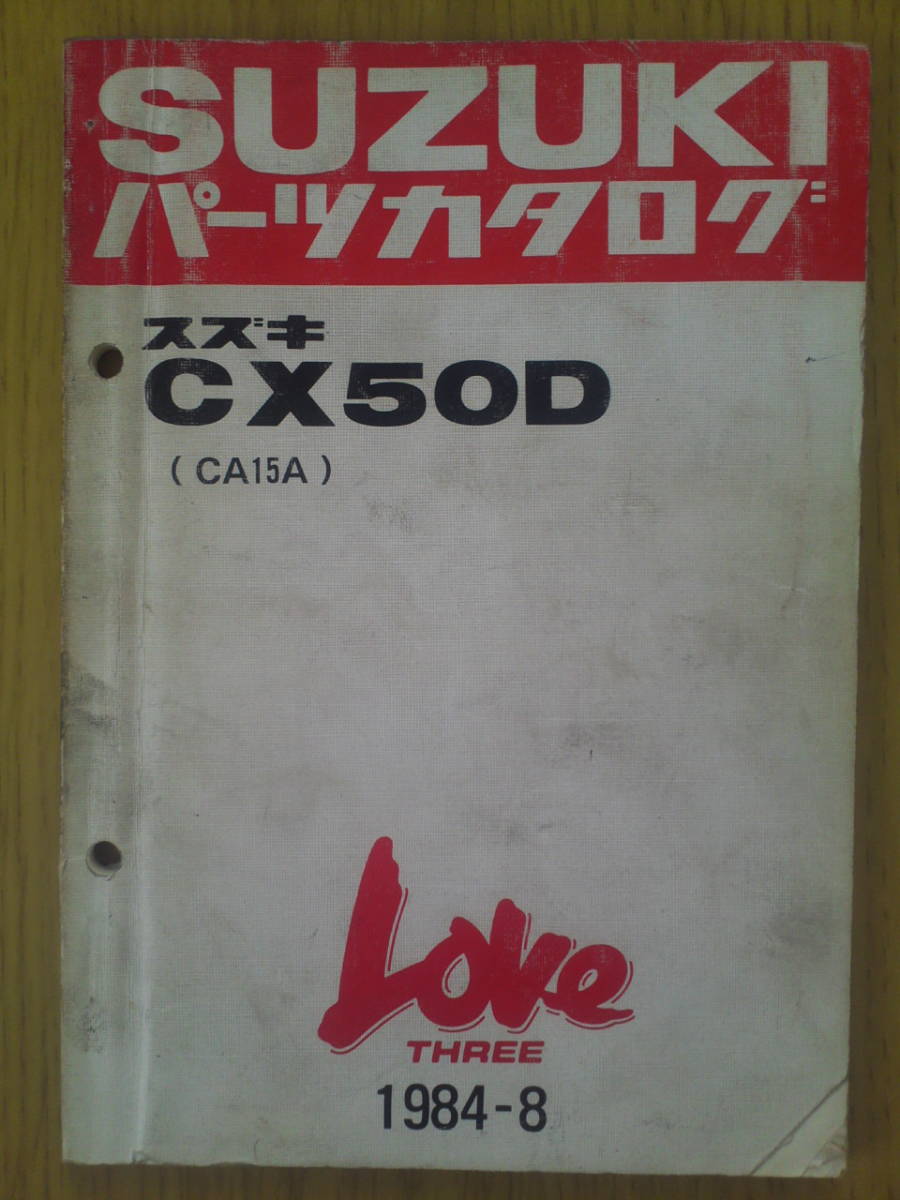 SUZUKI
パーツカタログ
スズキ
CX50D
(CA15A)
Love
THREE
1984-8